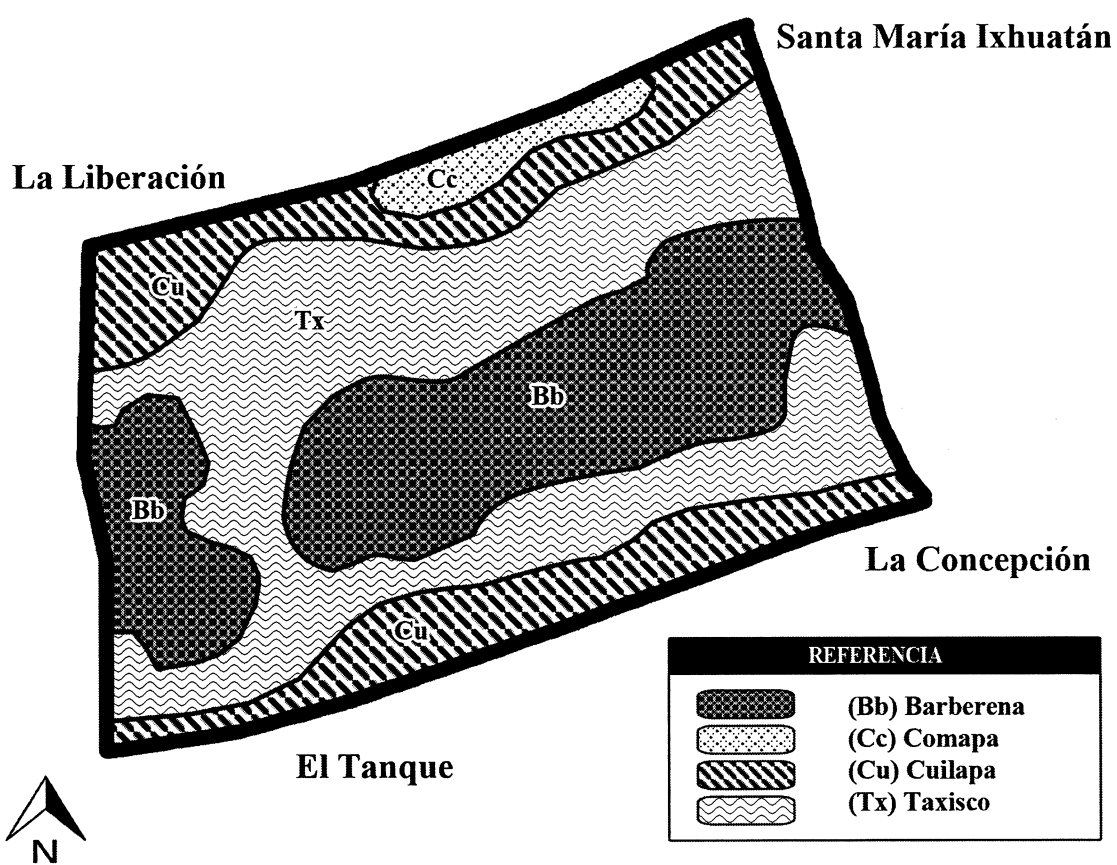 Santa María Ixhuatán
La Liberación
Cc
Cu
Tx
Bb
Bb
La Concepción
Cu
El Tanque
REFERENCIA
(Bb) Barberena
(Cc) Comapa
(Cu) Cuilapa
(Tx) Taxisco
N